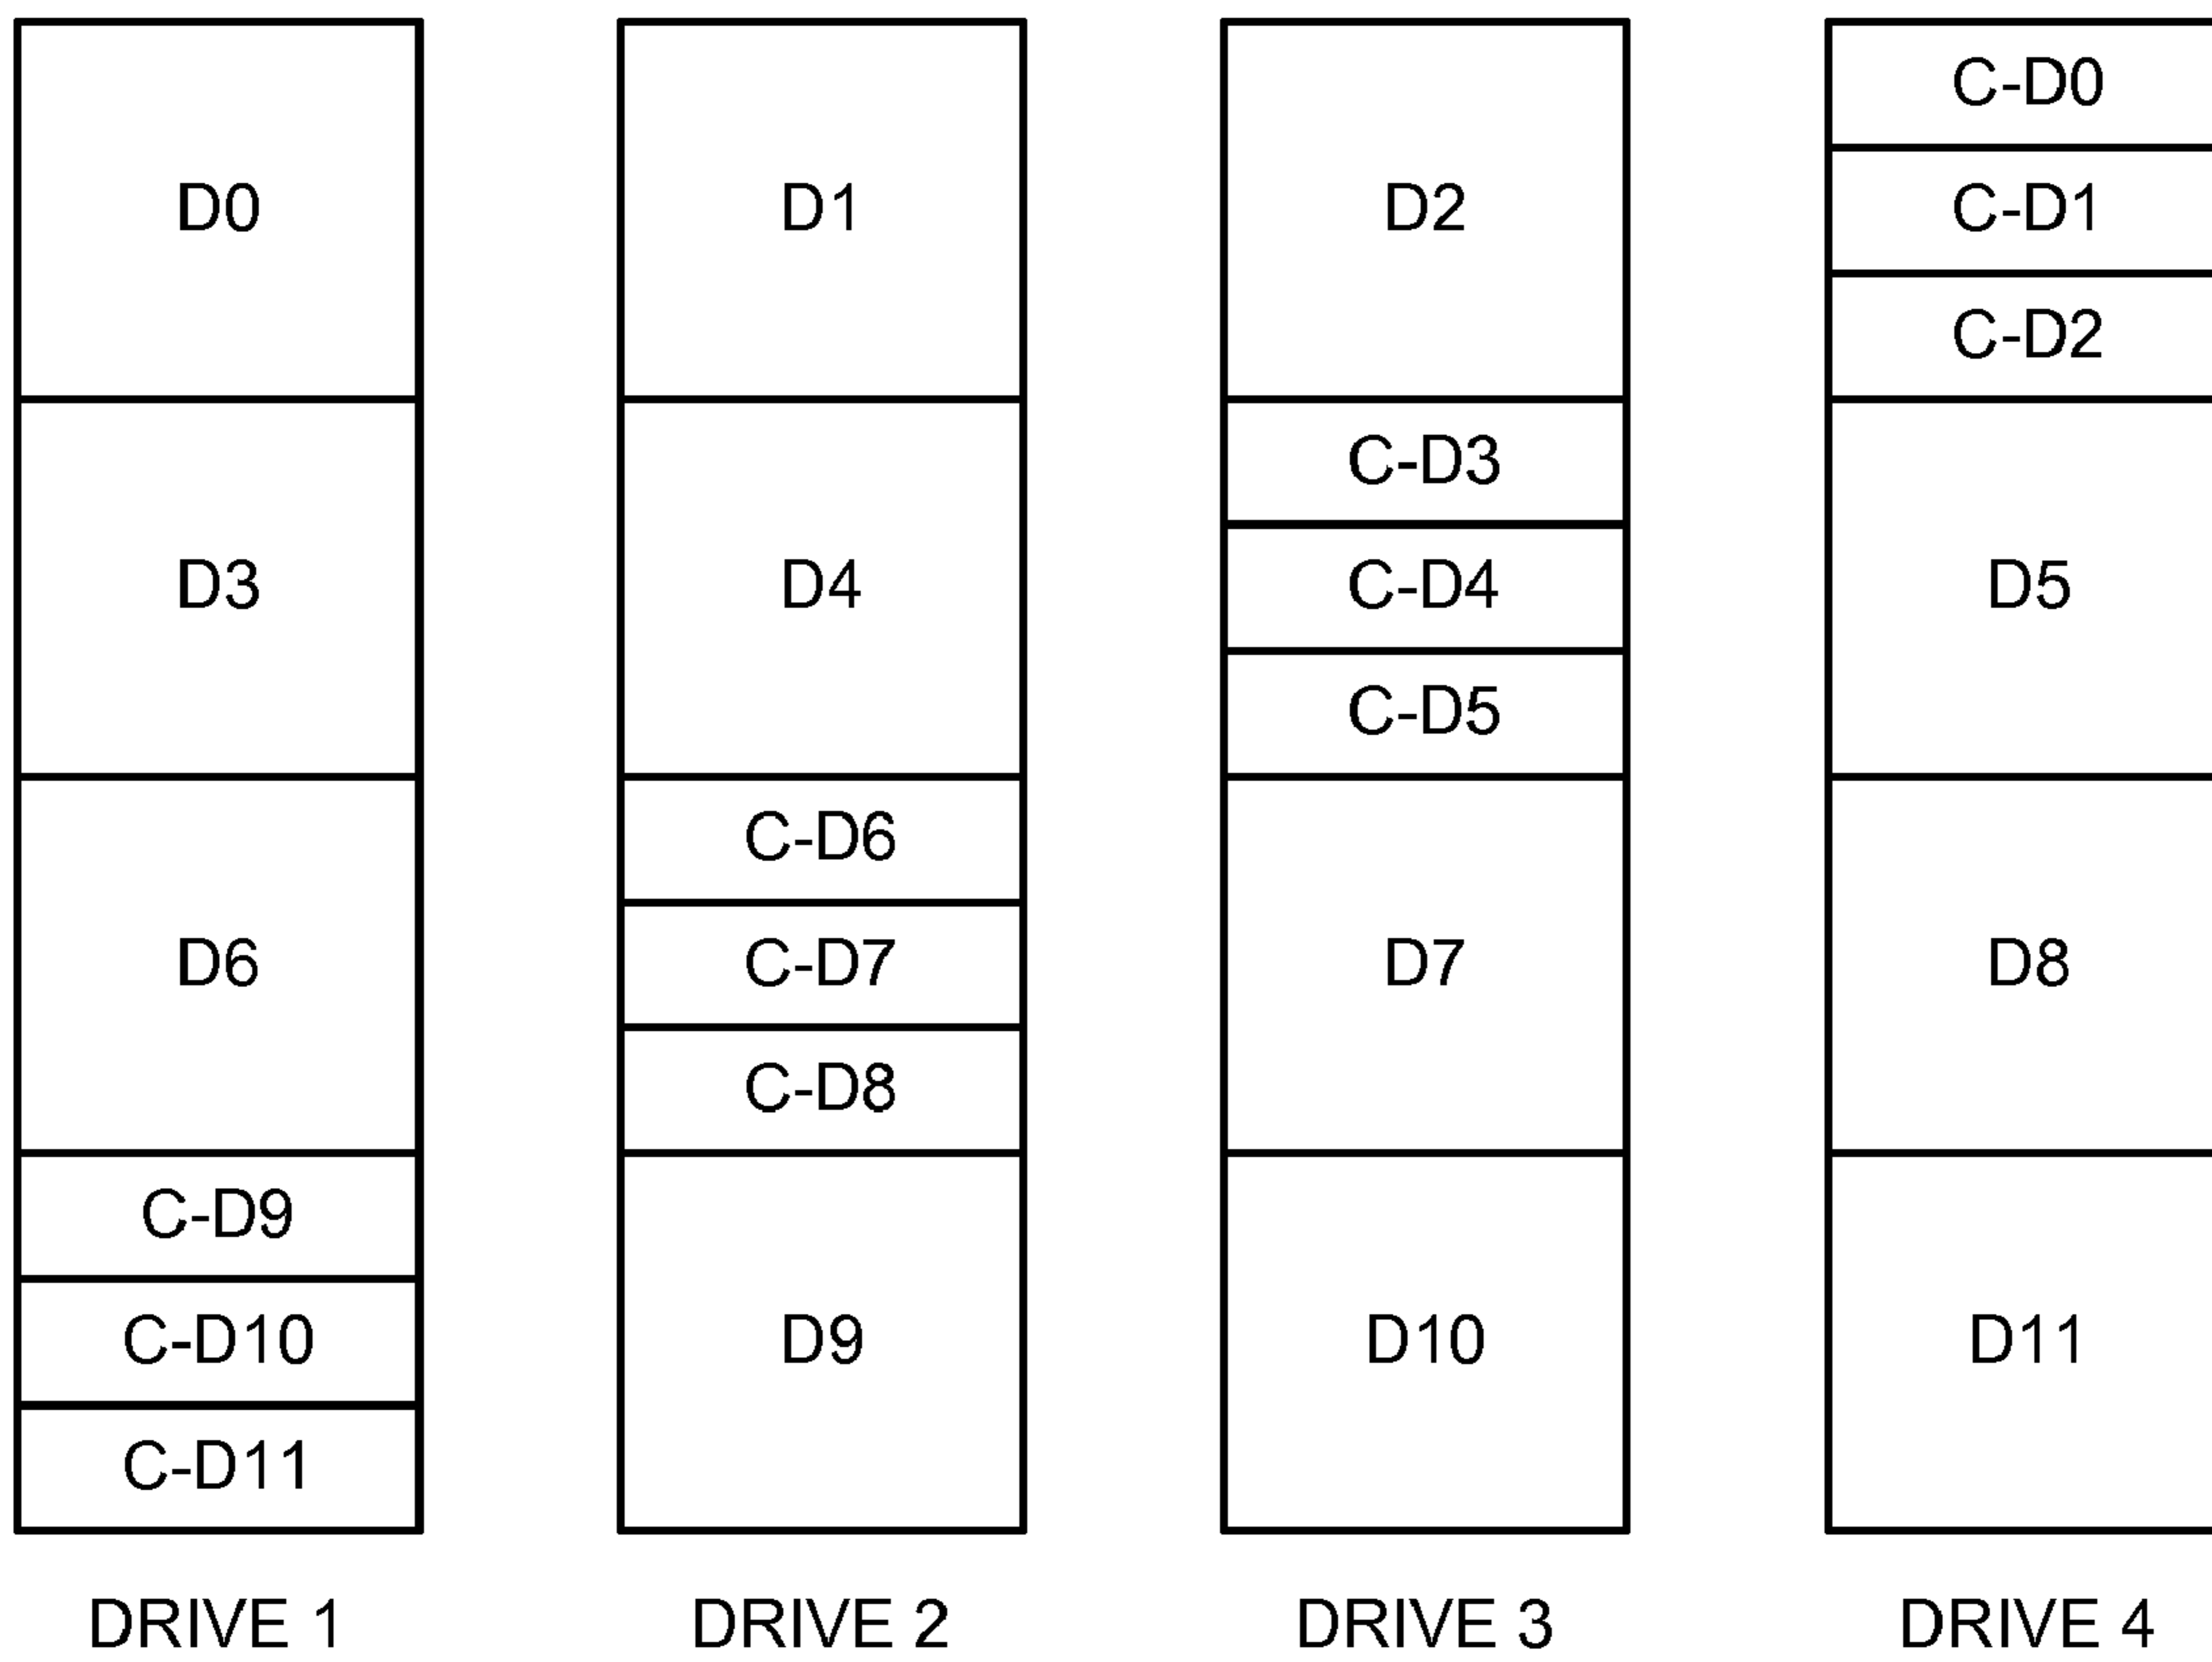 D0
D3
D6
C-D9
C-D10
C-D11
DRIVE 1
D1
D4
C-D6
C-D7
C-D8
D9
DRIVE 2
D2
C-D3
C-D4
C-D5
D7
D10
DRIVE 3
C-D0
C-D1
C-D2
D5
D8
D11
DRIVE 4